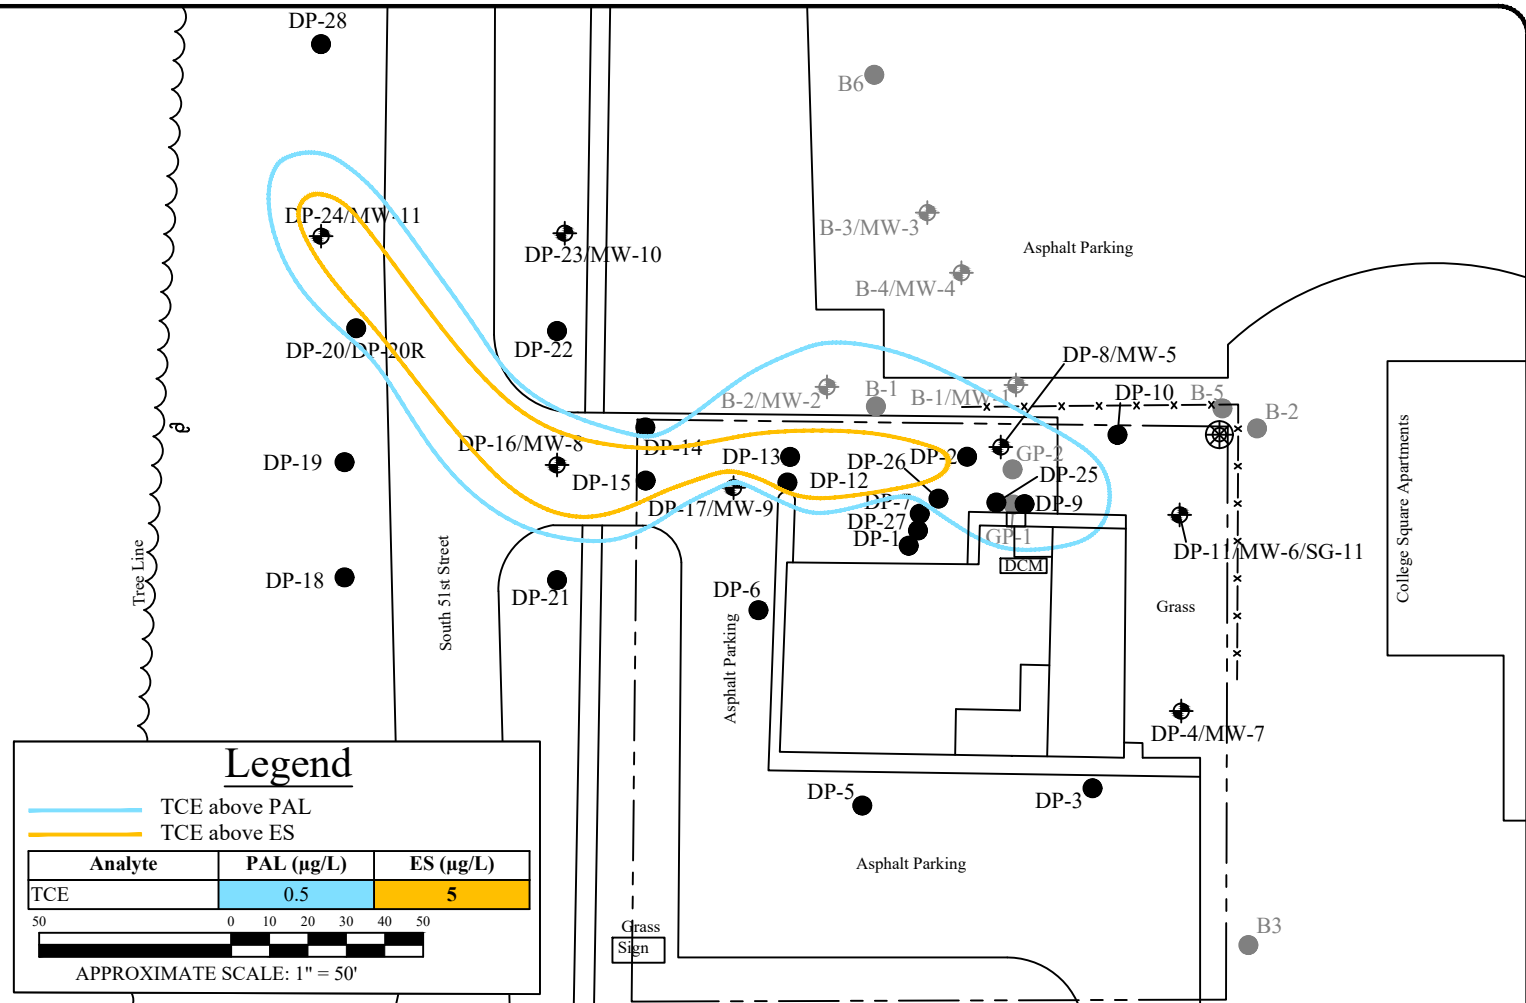 DP-28
B6
DP-24/MW-11
B-3/MW-3
Asphalt Parking
DP-23/MW-10
B-4/MW-4
DP-20/DP-20R
DP-22
DP-8/MW-5
B-2/MW-2
B-1
B-1/MW-1
DP-10
B-5
B-2
DP-16/MW-8
DP-14
DP-19
DP-13
DP-26
DP-2
GP-2
DP-15
DP-12
DP-25
DP-17/MW-9
DP-7
DP-9
DP-27
DP-1
GP-1
DP-11/MW-6/SG-11
DCM
DP-18
DP-21
DP-6
Grass
Tree Line
South 51st Street
Asphalt Parking
College Square Apartments
DP-4/MW-7
DP-5
DP-3
Asphalt Parking
Grass
Sign
B3
Legend
TCE above PAL
TCE above ES
Analyte PAL (µg/L) ES (µg/L)
TCE 0.5 5
50 0 10 20 30 40 50
APPROXIMATE SCALE: 1" = 50'